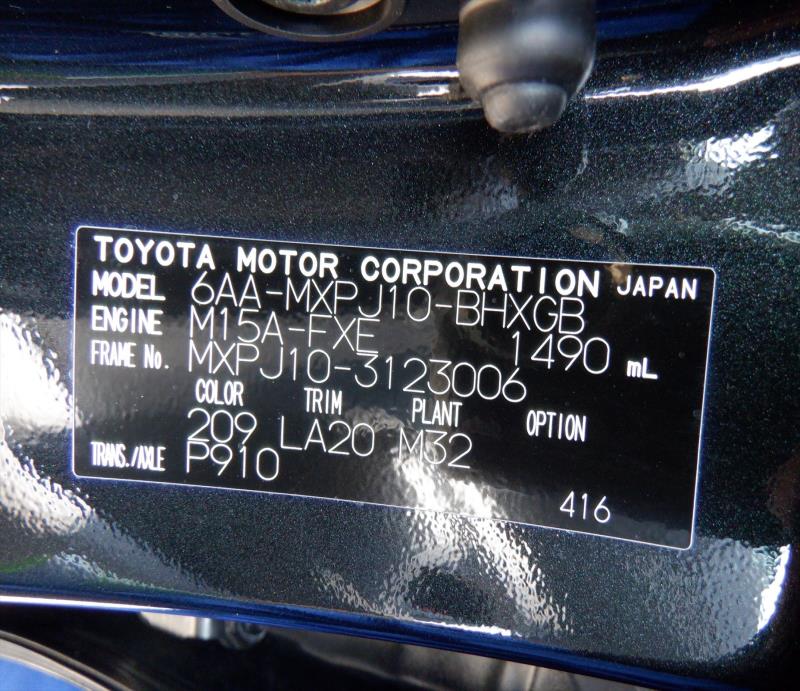 TOYOTA MOTOR CORPORATION JAPAN
MODEL 6AA-MXPJ10-BHXGB
ENGINE M15A-FXE 1490 mL
FRAME No. MXPJ10-3123006
COLOR TRIM PLANT OPTION
209 LA20 M32
TRANS./AXLE P910
416